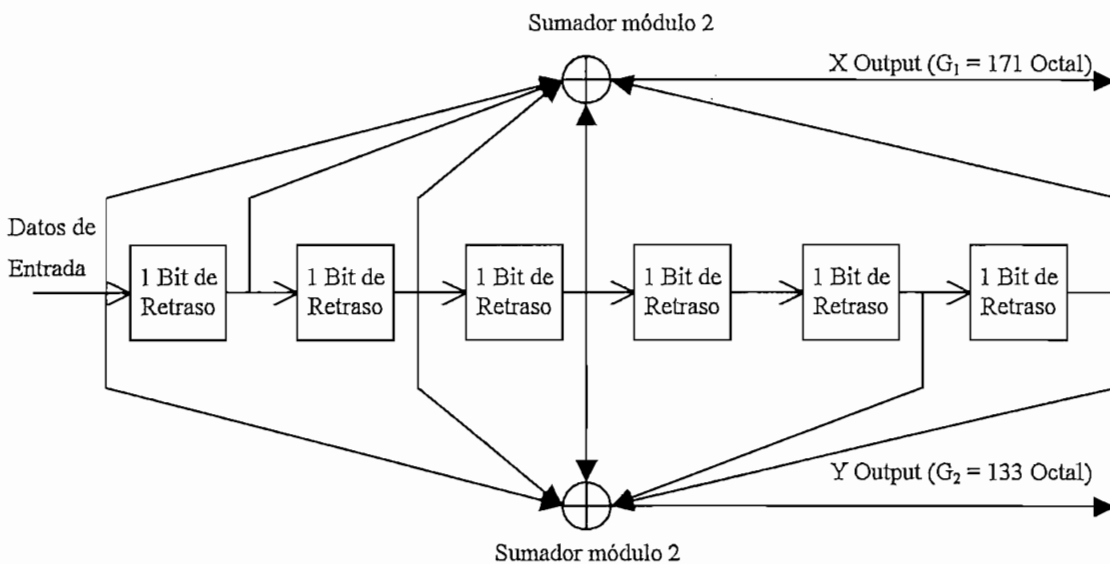 Sumador módulo 2
X Output (G₁ = 171 Octal)
Datos de
Entrada
1 Bit de
Retraso
1 Bit de
Retraso
1 Bit de
Retraso
1 Bit de
Retraso
1 Bit de
Retraso
1 Bit de
Retraso
Y Output (G₂ = 133 Octal)
Sumador módulo 2